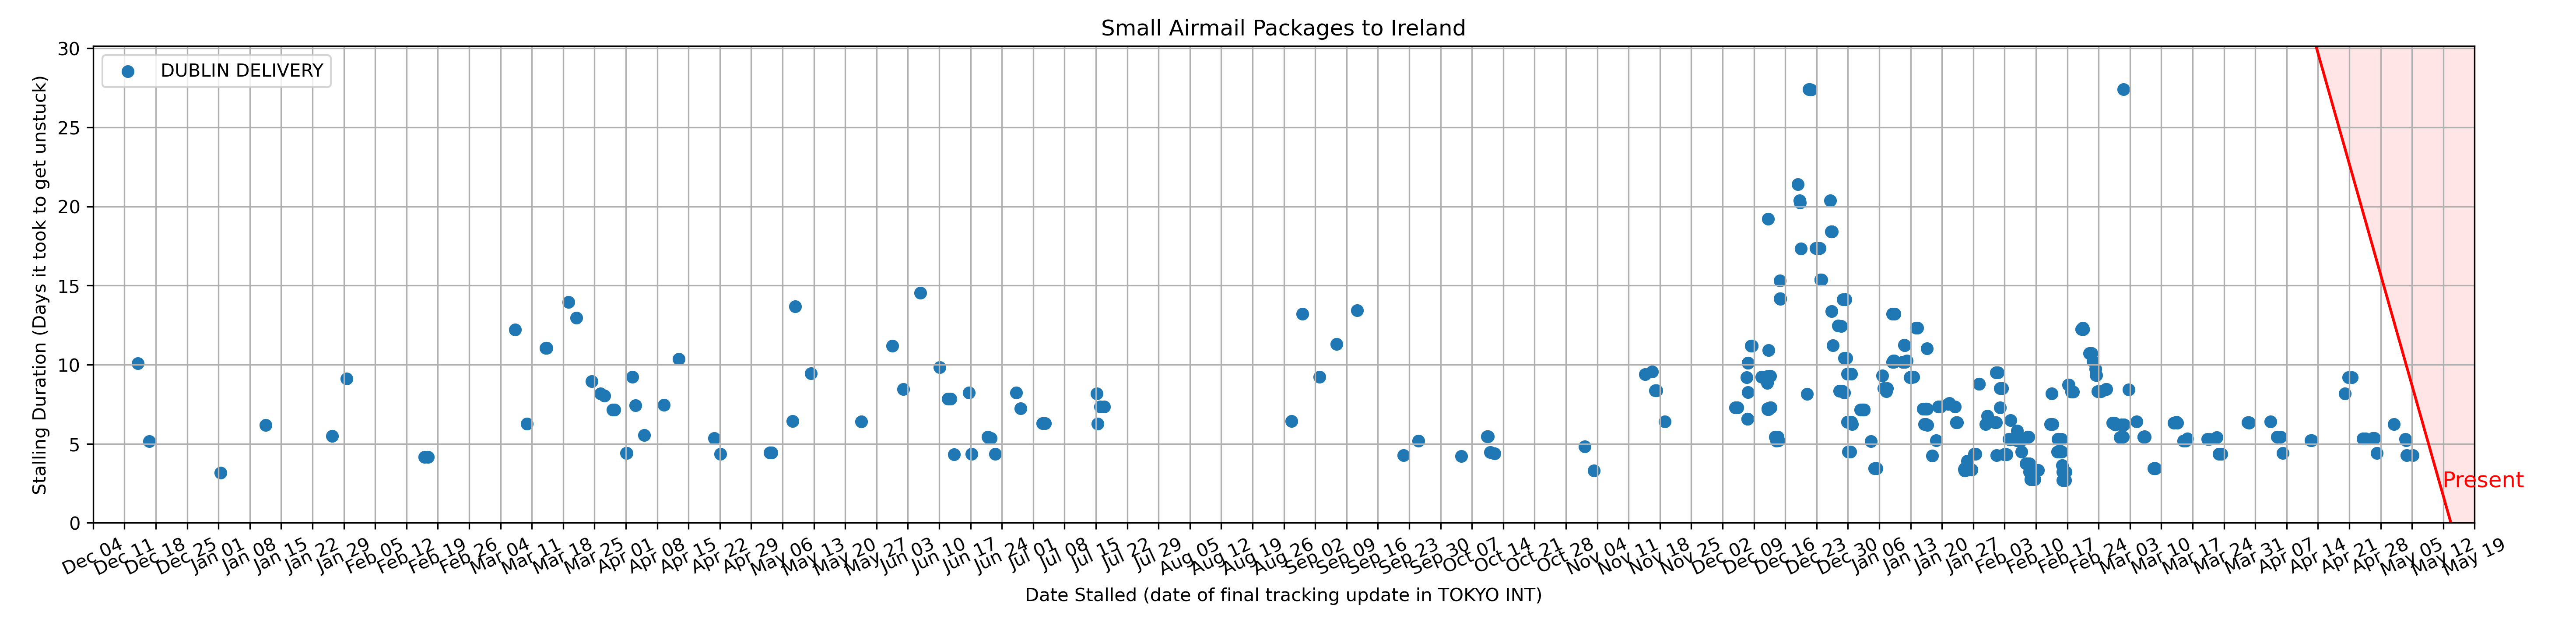 Small Airmail Packages to Ireland
DUBLIN DELIVERY
Stalling Duration (Days it took to get unstuck)
30
25
20
15
10
5
0
Present
Dec 04
Dec 11
Dec 18
Dec 25
Jan 01
Jan 08
Jan 15
Jan 22
Jan 29
Feb 05
Feb 12
Feb 19
Feb 26
Mar 04
Mar 11
Mar 18
Mar 25
Apr 01
Apr 08
Apr 15
Apr 22
Apr 29
May 06
May 13
May 20
May 27
Jun 03
Jun 10
Jun 17
Jun 24
Jul 01
Jul 08
Jul 15
Jul 22
Jul 29
Aug 05
Aug 12
Aug 19
Aug 26
Sep 02
Sep 09
Sep 16
Sep 23
Sep 30
Oct 07
Oct 14
Oct 21
Oct 28
Nov 04
Nov 11
Nov 18
Nov 25
Dec 02
Dec 09
Dec 16
Dec 23
Dec 30
Jan 06
Jan 13
Jan 20
Jan 27
Feb 03
Feb 10
Feb 17
Feb 24
Mar 03
Mar 10
Mar 17
Mar 24
Mar 31
Apr 07
Apr 14
Apr 21
Apr 28
May 05
May 12
May 19
Date Stalled (date of final tracking update in TOKYO INT)